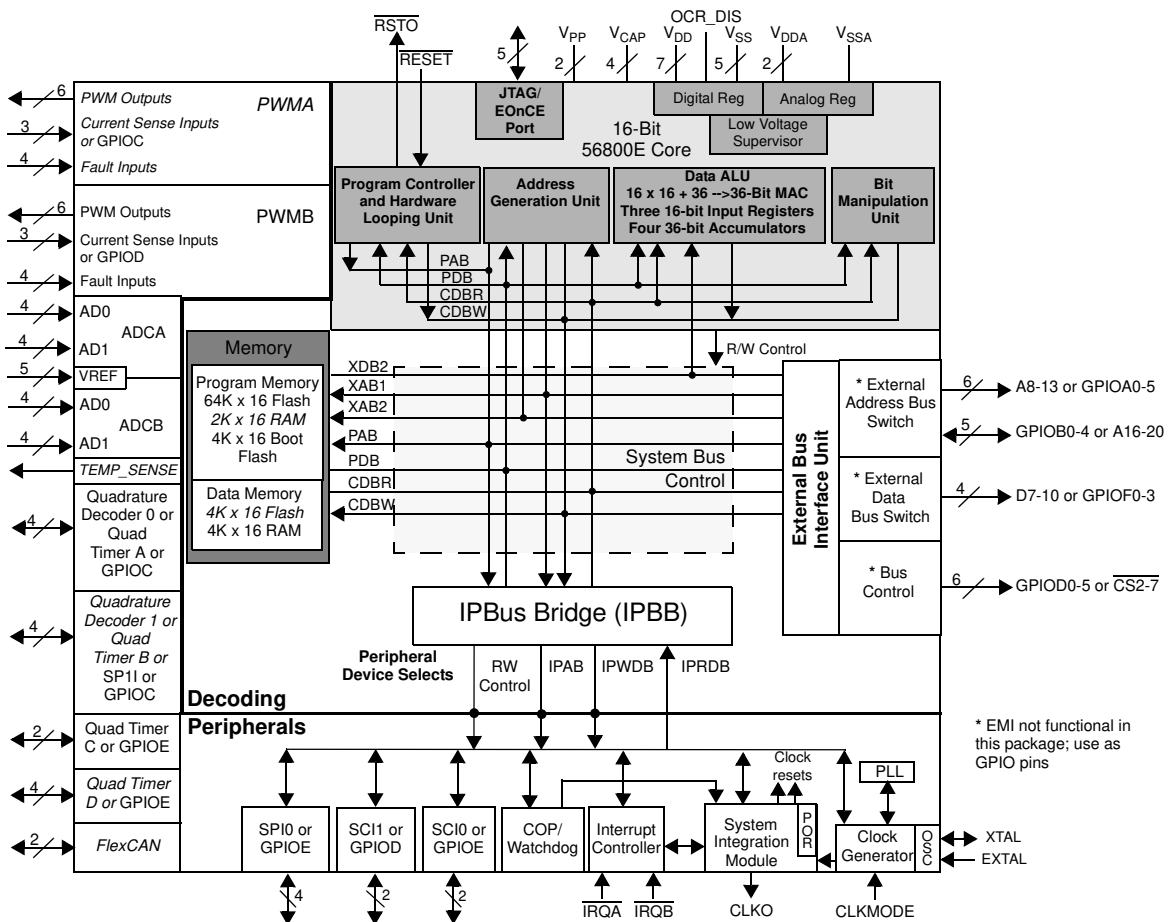 RSTO
RESET
5
V_PP
2
V_CAP
4
V_DD
7
OCR_DIS
V_SS
5
V_DDA
2
V_SSA
6
PWM Outputs
PWMA
3
Current Sense Inputs
or GPIOC
4
Fault Inputs
6
PWM Outputs
PWMB
3
Current Sense Inputs
or GPIOD
4
Fault Inputs
4
AD0
ADCA
4
AD1
5
VREF
4
AD0
ADCB
4
AD1
TEMP_SENSE
4
Quadrature
Decoder 0 or
Quad
Timer A or
GPIOC
4
Quadrature
Decoder 1 or
Quad
Timer B or
SP1I or
GPIOC
2
Quad Timer
C or GPIOE
4
Quad Timer
D or GPIOE
2
FlexCAN
JTAG/
EOnCE
Port
Digital Reg
Analog Reg
Low Voltage
Supervisor
16-Bit
56800E Core
Program Controller
and Hardware
Looping Unit
Address
Generation Unit
Data ALU
16 x 16 + 36 -->36-Bit MAC
Three 16-bit Input Registers
Four 36-bit Accumulators
Bit
Manipulation
Unit
PAB
PDB
CDBR
CDBW
R/W Control
Memory
Program Memory
64K x 16 Flash
2K x 16 RAM
4K x 16 Boot
Flash
Data Memory
4K x 16 Flash
4K x 16 RAM
XDB2
XAB1
XAB2
PAB
PDB
CDBR
CDBW
System Bus
Control
External Bus
Interface Unit
* External
Address Bus
Switch
* External
Data
Bus Switch
* Bus
Control
6
A8-13 or GPIOA0-5
5
GPIOB0-4 or A16-20
4
D7-10 or GPIOF0-3
6
GPIOD0-5 or CS2-7
IPBus Bridge (IPBB)
Peripheral
Device Selects
RW
Control
IPAB
IPWDB
IPRDB
Decoding
Peripherals
* EMI not functional in
this package; use as
GPIO pins
Clock
resets
PLL
SPI0 or
GPIOE
SCI1 or
GPIOD
SCI0 or
GPIOE
COP/
Watchdog
Interrupt
Controller
System
Integration
Module
POR
Clock
Generator
OSC
XTAL
EXTAL
4
2
2
IRQA
IRQB
CLKO
CLKMODE